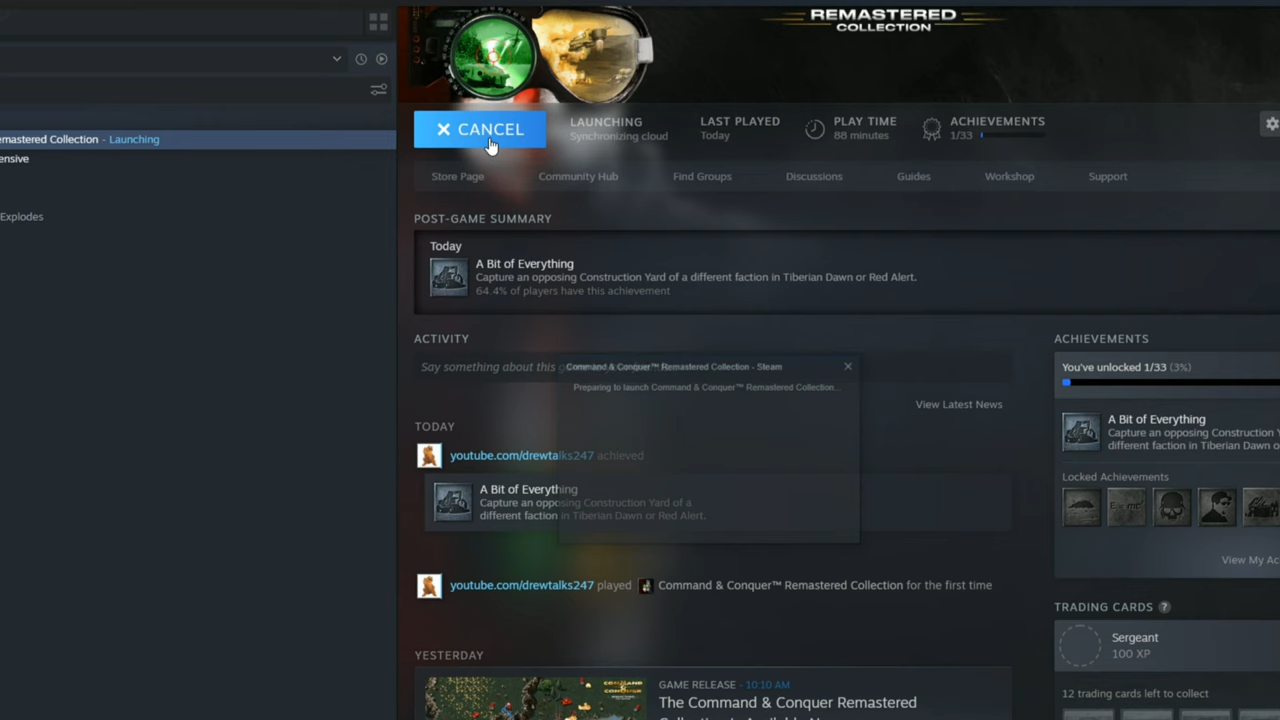 REMASTERED
COLLECTION
emastered Collection - Launching
ensive
Explodes
CANCEL
LAUNCHING
Synchronizing cloud
LAST PLAYED
Today
PLAY TIME
88 minutes
ACHIEVEMENTS
1/33
Store Page
Community Hub
Find Groups
Discussions
Guides
Workshop
Support
POST-GAME SUMMARY
Today
A Bit of Everything
Capture an opposing Construction Yard of a different faction in Tiberian Dawn or Red Alert.
64.4% of players have this achievement
ACTIVITY
Say something about this
Command & Conquer™ Remastered Collection - Steam
Preparing to launch Command & Conquer™ Remastered Collection...
View Latest News
TODAY
youtube.com/drewtalks247 achieved
A Bit of Everything
Capture an opposing Construction Yard of a
different faction in Tiberian Dawn or Red Alert.
youtube.com/drewtalks247 played Command & Conquer™ Remastered Collection for the first time
YESTERDAY
GAME RELEASE - 10:10 AM
The Command & Conquer Remastered
COMMAND
CONQUER
ACHIEVEMENTS
You've unlocked 1/33 (3%)
A Bit of Everything
Capture an opposing Construction Y
different faction in Tiberian Dawn o
Locked Achievements
View My Ac
TRADING CARDS ?
Sergeant
100 XP
12 trading cards left to collect